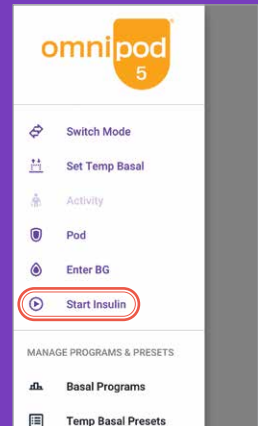 omnipod
5
Switch Mode
Set Temp Basal
Activity
Pod
Enter BG
Start Insulin
MANAGE PROGRAMS & PRESETS
Basal Programs
Temp Basal Presets